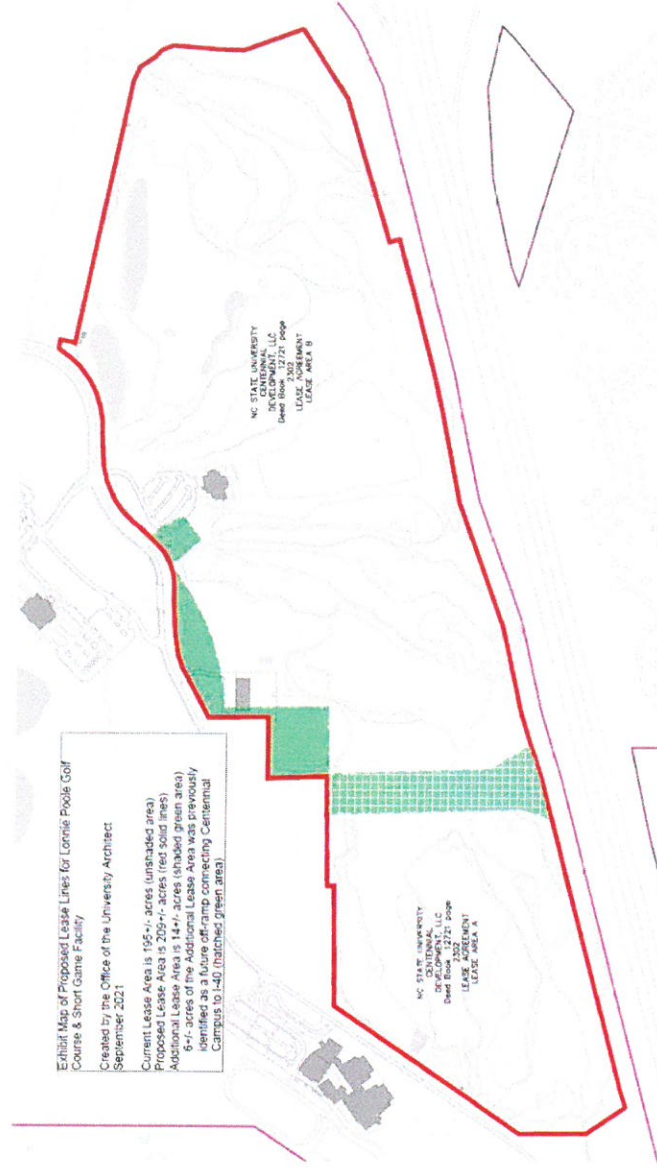 Exhibit Map of Proposed Lease Lines for Lonnie Poole Golf
Course & Short Game Facility
Created by the Office of the University Architect
September 2021
Current Lease Area is 195+/- acres (unshaded area)
Proposed Lease Area is 209+/- acres (red solid lines)
Additional Lease Area is 14+/- acres (shaded green area)
6+/- acres of the Additional Lease Area was previously
identified as a future off-ramp connecting Centennial
Campus to I-40 (hatched green area)
NC STATE UNIVERSITY
CENTENNIAL
DEVELOPMENT, LLC
Deed Book 12721 page
2302
LEASE AGREEMENT
LEASE AREA B
NC STATE UNIVERSITY
CENTENNIAL
DEVELOPMENT, LLC
Deed Book 12721 page
2302
LEASE AGREEMENT
LEASE AREA A